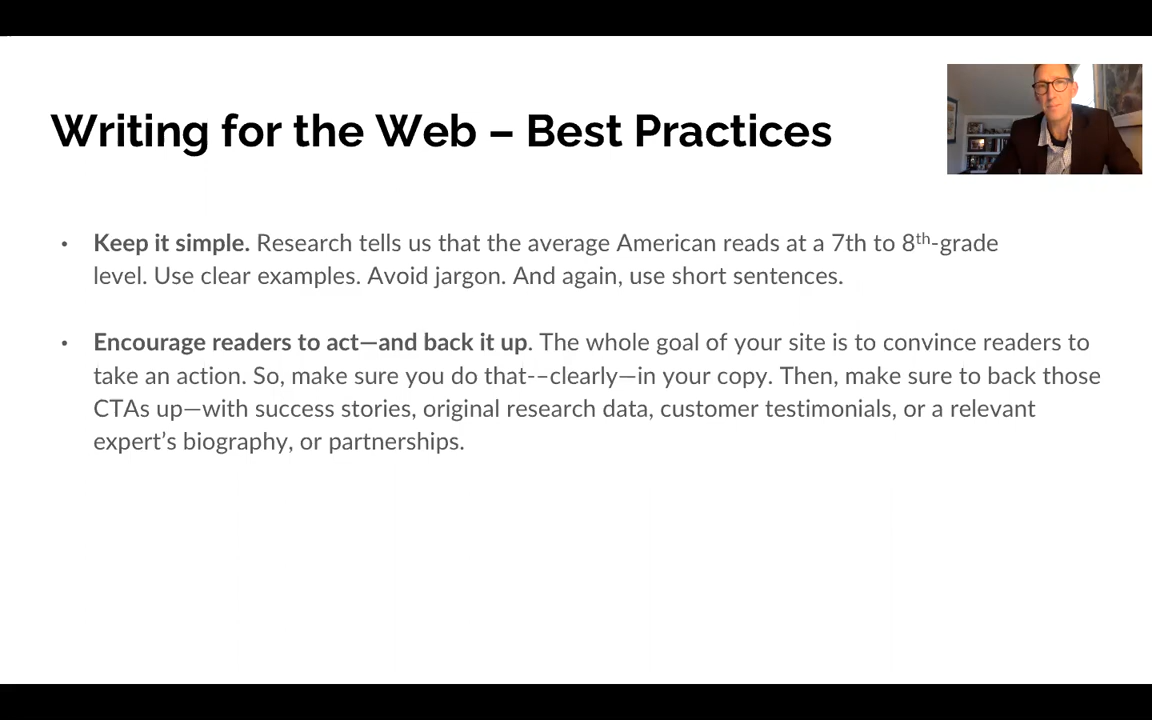 Writing for the Web – Best Practices
• Keep it simple. Research tells us that the average American reads at a 7th to 8th-grade
level. Use clear examples. Avoid jargon. And again, use short sentences.
• Encourage readers to act—and back it up. The whole goal of your site is to convince readers to
take an action. So, make sure you do that-–clearly—in your copy. Then, make sure to back those
CTAs up—with success stories, original research data, customer testimonials, or a relevant
expert’s biography, or partnerships.